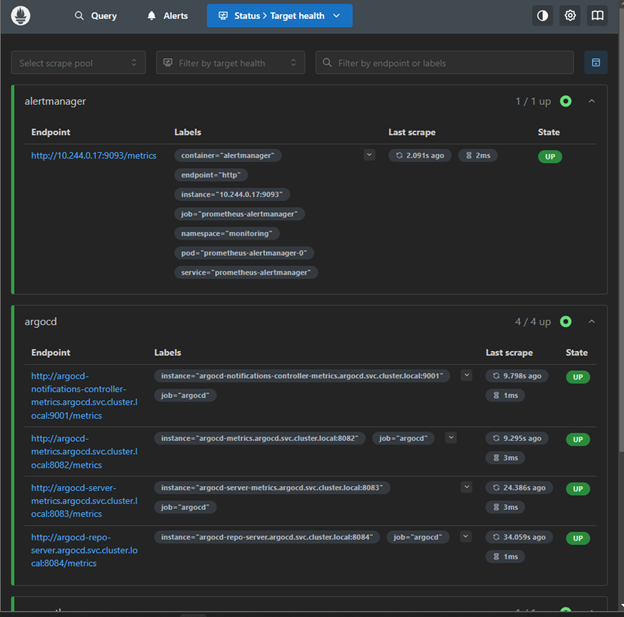 Query Alerts Status > Target health
Select scrape pool Filter by target health Filter by endpoint or labels
alertmanager 1 / 1 up
Endpoint Labels Last scrape State
http://10.244.0.17:9093/metrics container="alertmanager" 2.091s ago 2ms UP
endpoint="http"
instance="10.244.0.17:9093"
job="prometheus-alertmanager"
namespace="monitoring"
pod="prometheus-alertmanager-0"
service="prometheus-alertmanager"
argocd 4 / 4 up
Endpoint Labels Last scrape State
http://argocd- instance="argocd-notifications-controller-metrics.argocd.svc.cluster.local:9001" 9.798s ago UP
notifications-controller- job="argocd" 1ms
metrics.argocd.svc.cluster.l
ocal:9001/metrics
http://argocd- instance="argocd-metrics.argocd.svc.cluster.local:8082" job="argocd" 9.295s ago UP
metrics.argocd.svc.cluster.l 3ms
ocal:8082/metrics
http://argocd-server- instance="argocd-server-metrics.argocd.svc.cluster.local:8083" 24.386s ago UP
metrics.argocd.svc.cluster.l job="argocd" 3ms
ocal:8083/metrics
http://argocd-repo- instance="argocd-repo-server.argocd.svc.cluster.local:8084" job="argocd" 34.059s ago UP
server.argocd.svc.cluster.lo 1ms
cal:8084/metrics